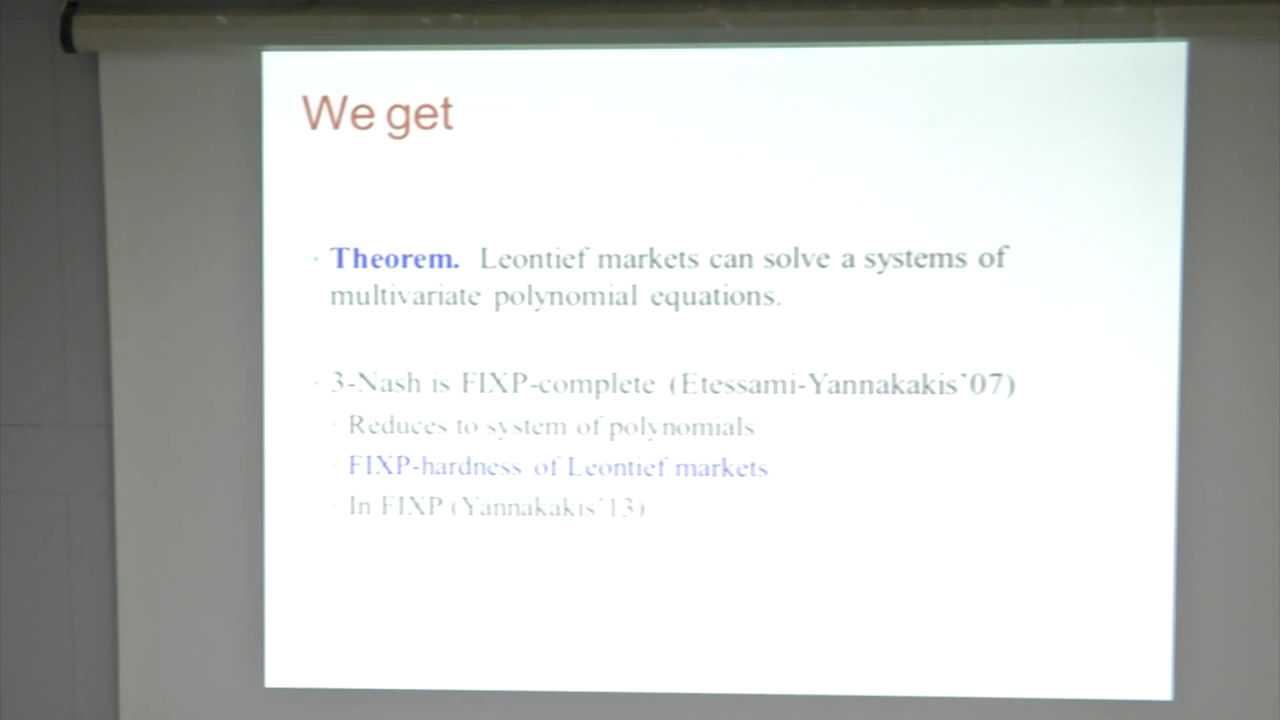 We get
Theorem. Leontief markets can solve a systems of
multivariate polynomial equations.
3-Nash is FIXP-complete (Etessami-Yannakakis'07)
Reduces to system of polynomials
FIXP-hardness of Leontief markets
In FIXP (Yannakakis'13)